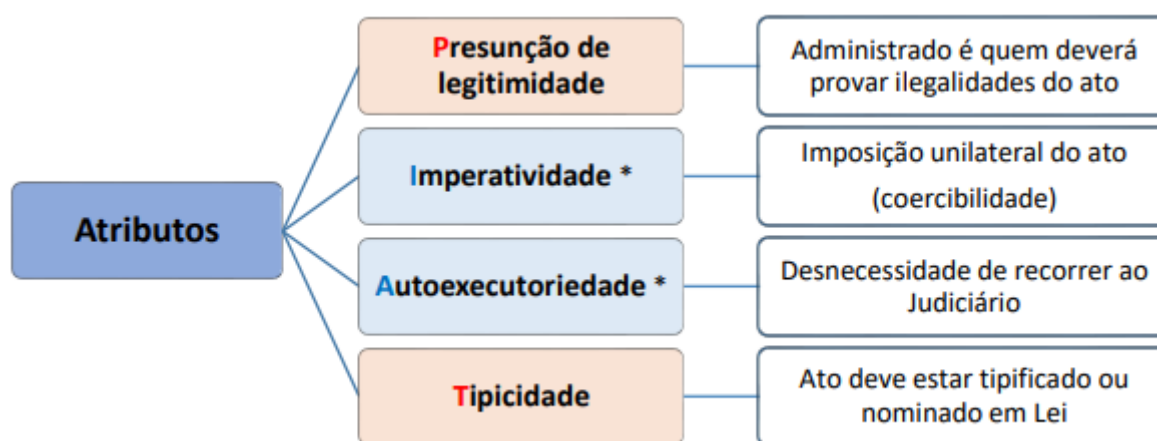 Atributos
Presunção de
legitimidade
Administrado é quem deverá
provar ilegalidades do ato
Imperatividade *
Imposição unilateral do ato
(coercibilidade)
Autoexecutoriedade *
Desnecessidade de recorrer ao
Judiciário
Tipicidade
Ato deve estar tipificado ou
nominado em Lei